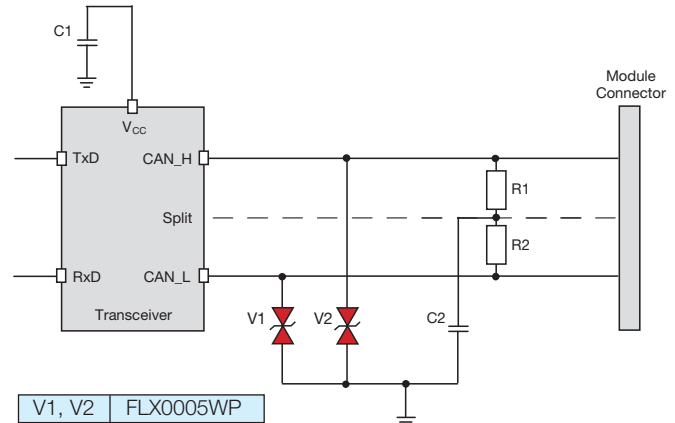 C1
Module
Connector
VCC
TxD
CAN_H
R1
Split
R2
RxD
CAN_L
Transceiver
V1
V2
C2
V1, V2
FLX0005WP